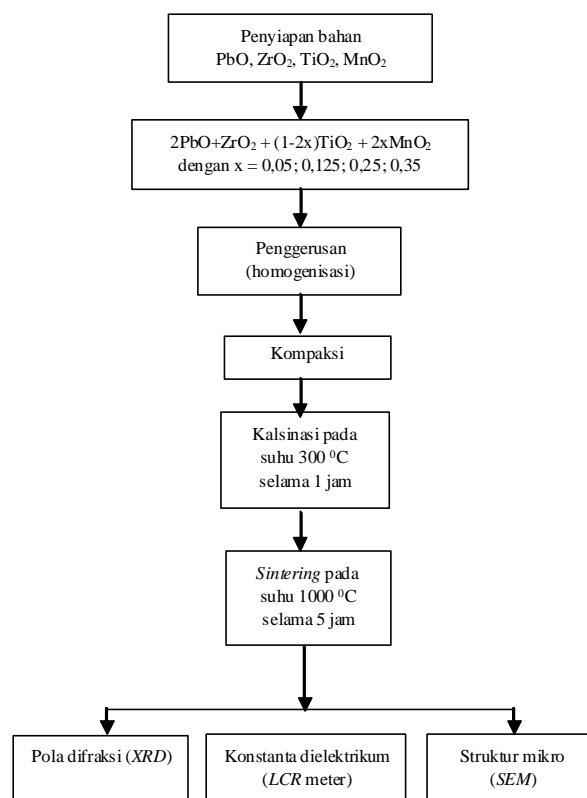 Penyiapan bahan
PbO, ZrO₂, TiO₂, MnO₂
2PbO+ZrO₂ + (1-2x)TiO₂ + 2xMnO₂
dengan x = 0,05; 0,125; 0,25; 0,35
Penggerusan
(homogenisasi)
Kompaksi
Kalsinasi pada
suhu 300 ⁰C
selama 1 jam
Sintering pada
suhu 1000 ⁰C
selama 5 jam
Pola difraksi (XRD)
Konstanta dielektrikum
(LCR meter)
Struktur mikro
(SEM)